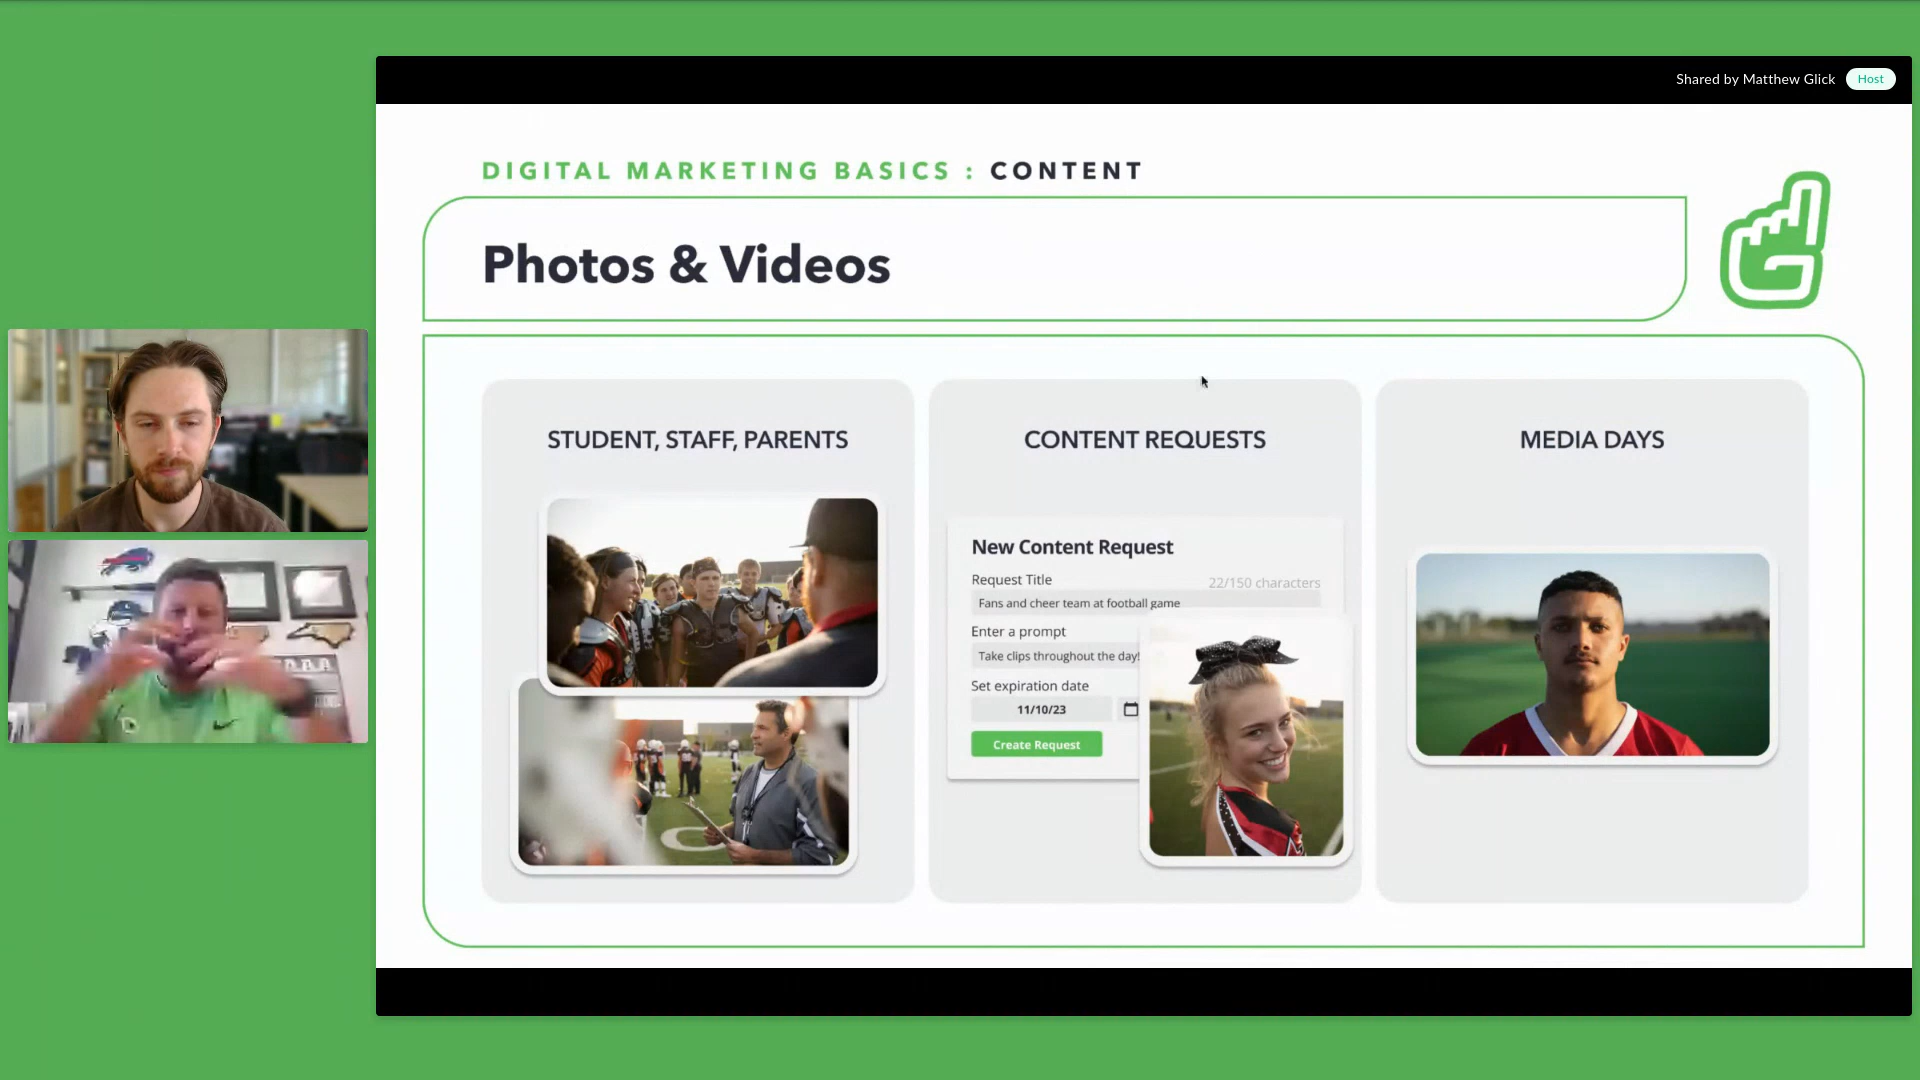 Shared by Matthew Glick
Host
DIGITAL MARKETING BASICS : CONTENT
Photos & Videos
STUDENT, STAFF, PARENTS
CONTENT REQUESTS
MEDIA DAYS
New Content Request
Request Title
22/150 characters
Fans and cheer team at football game
Enter a prompt
Take clips throughout the day!
Set expiration date
11/10/23
Create Request